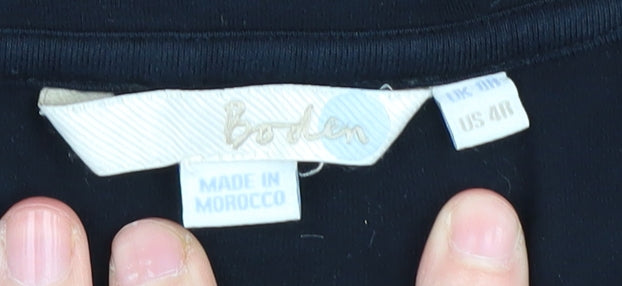 Boden
MADE IN
MOROCCO
US 4R